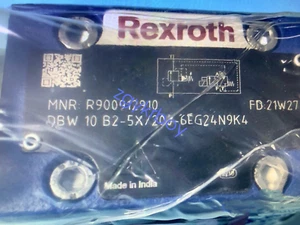 Rexroth
MNR: R900912910 FD:21W27
DBW 10 B2-5X/200-6EG24N9K4
Made in India